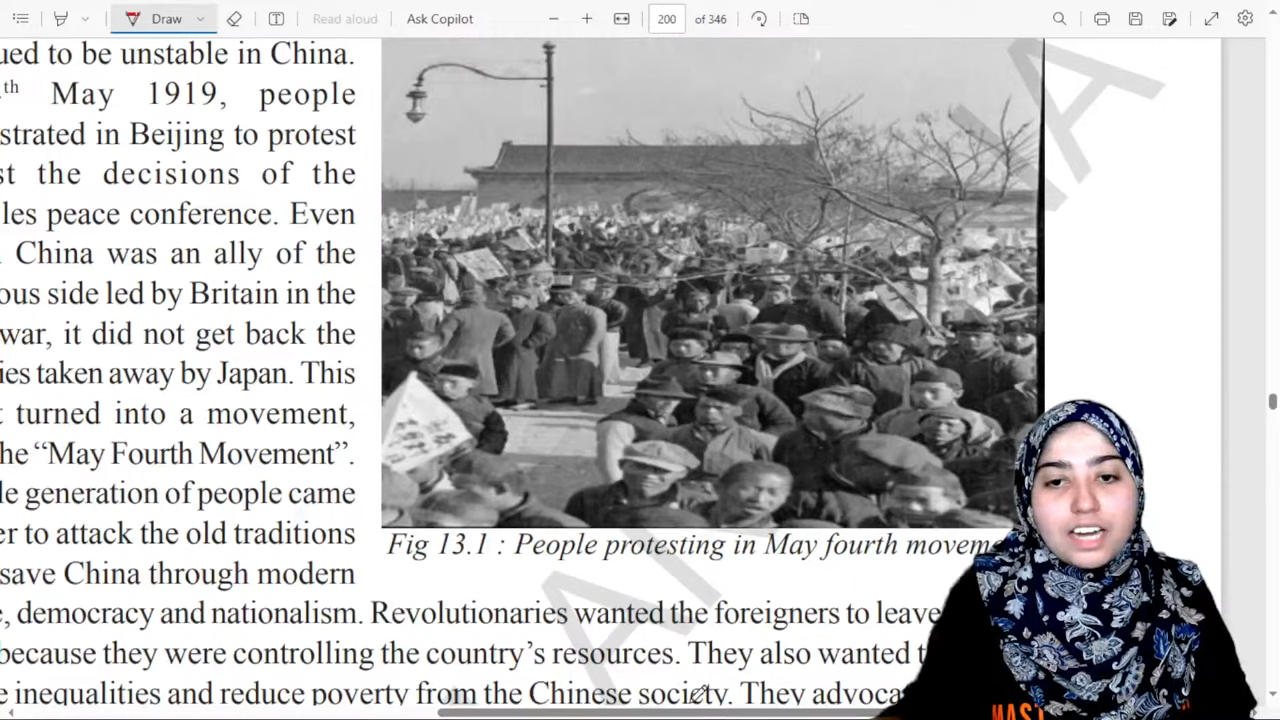 Draw
Read aloud
Ask Copilot
200 of 346
ued to be unstable in China.
th May 1919, people
strated in Beijing to protest
st the decisions of the
les peace conference. Even
China was an ally of the
ous side led by Britain in the
war, it did not get back the
ies taken away by Japan. This
t turned into a movement,
he “May Fourth Movement”.
le generation of people came
er to attack the old traditions
save China through modern
e, democracy and nationalism. Revolutionaries wanted the foreigners to leave
because they were controlling the country’s resources. They also wanted t
e inequalities and reduce poverty from the Chinese society. They advoca
Fig 13.1 : People protesting in May fourth movem
MAST